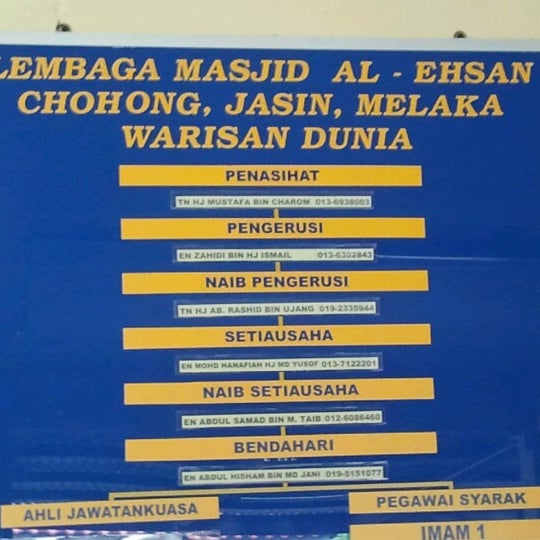 LEMBAGA MASJID AL - EHSAN
CHOHONG, JASIN, MELAKA
WARISAN DUNIA
PENASIHAT
TN HJ MUSTAFA BIN CHAROM 013-6938003
PENGERUSI
EN ZAHIDI BIN HJ ISMAIL 013-6302843
NAIB PENGERUSI
TN HJ AB. RASHID BIN UJANG 019-2335944
SETIAUSAHA
EN MOHD HANAFIAH HJ MD YUSOF 013-7122201
NAIB SETIAUSAHA
EN ABDUL SAMAD BIN M. TAIB 012-6086460
BENDAHARI
EN ABDUL HISHAM BIN MD JANI 019-5151077
AHLI JAWATANKUASA
PEGAWAI SYARAK
IMAM 1